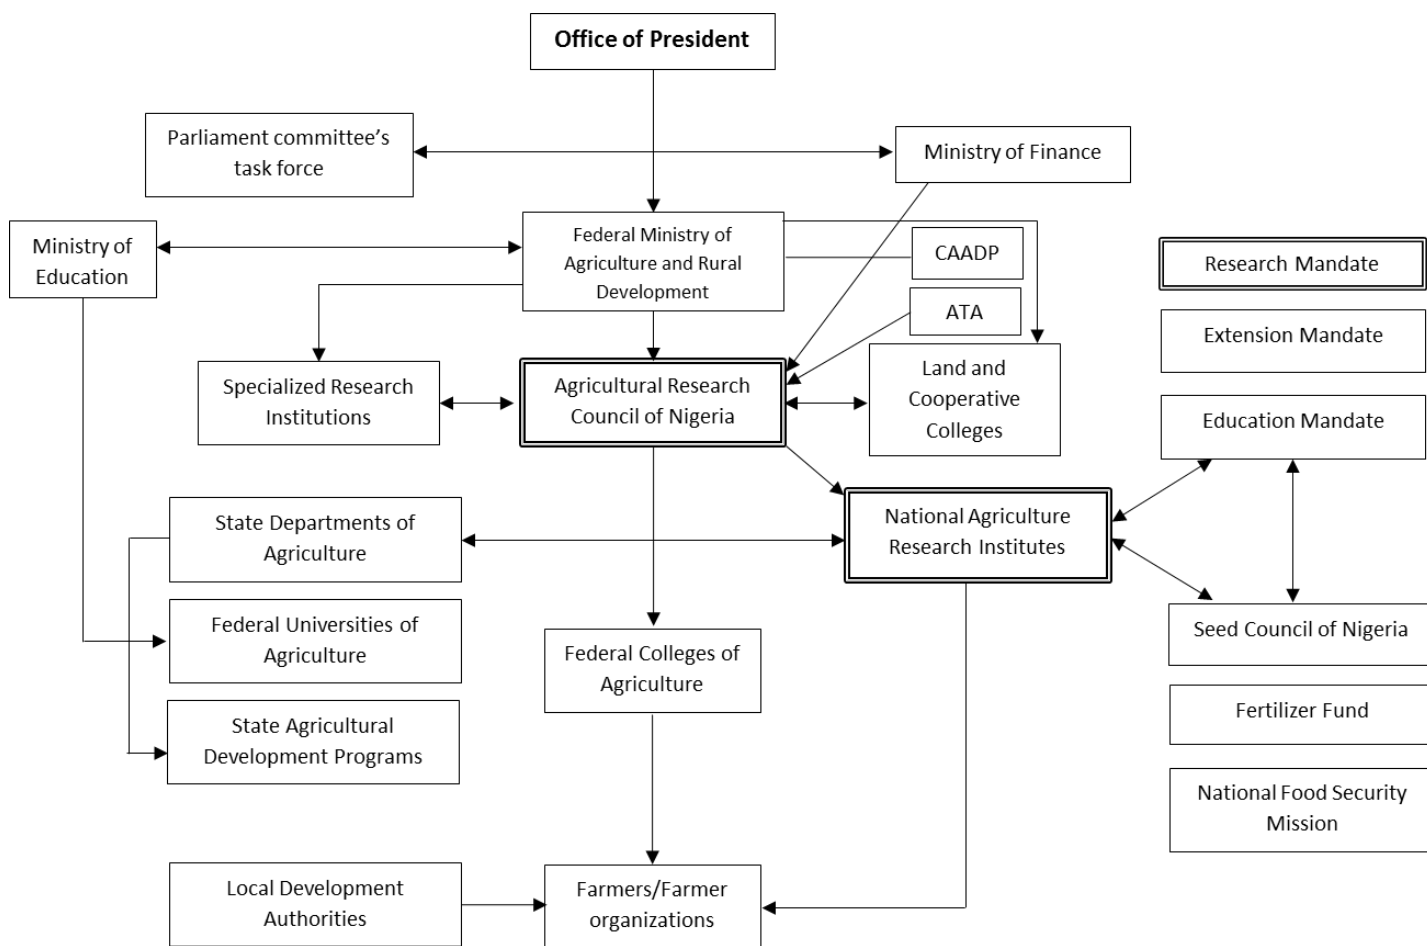 Office of President
Parliament committee's
task force
Ministry of Finance
Ministry of
Education
Federal Ministry of
Agriculture and Rural
Development
CAADP
ATA
Research Mandate
Extension Mandate
Education Mandate
Specialized Research
Institutions
Agricultural Research
Council of Nigeria
Land and
Cooperative
Colleges
State Departments of
Agriculture
National Agriculture
Research Institutes
Federal Universities of
Agriculture
Federal Colleges of
Agriculture
Seed Council of Nigeria
State Agricultural
Development Programs
Fertilizer Fund
National Food Security
Mission
Local Development
Authorities
Farmers/Farmer
organizations